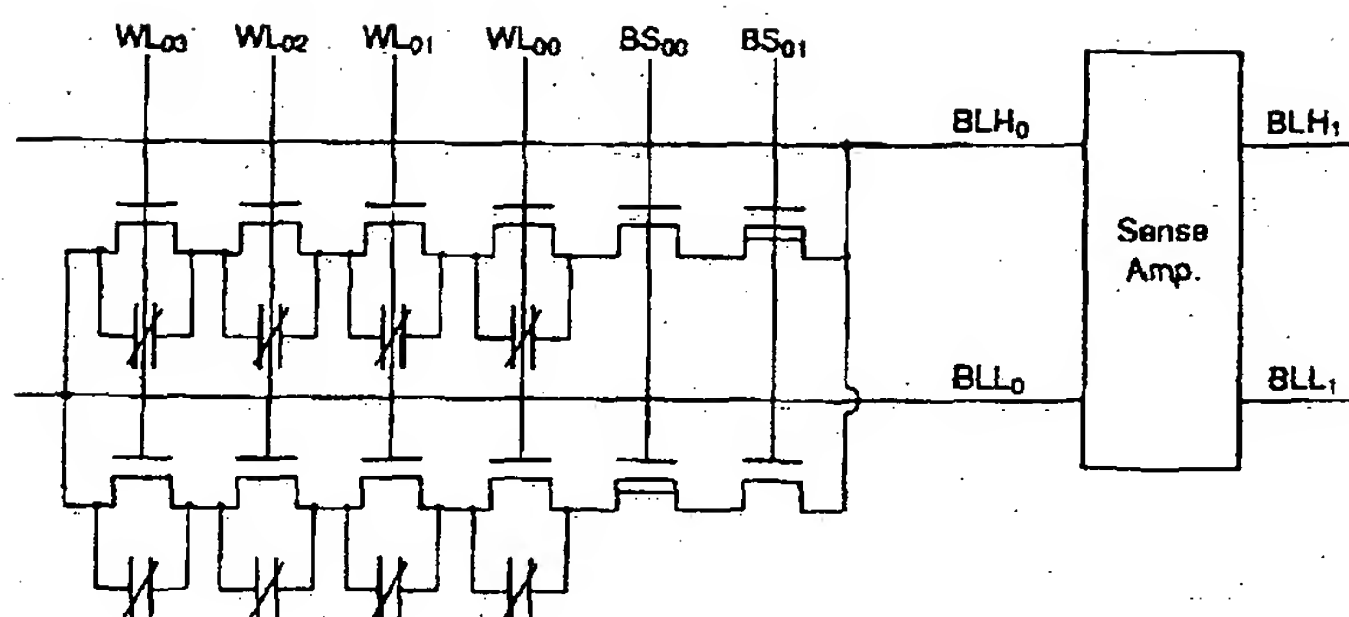 WL₀₃ WL₀₂ WL₀₁ WL₀₀ BS₀₀ BS₀₁
BLH₀ BLH₁
Sense
Amp.
BLL₀ BLL₁